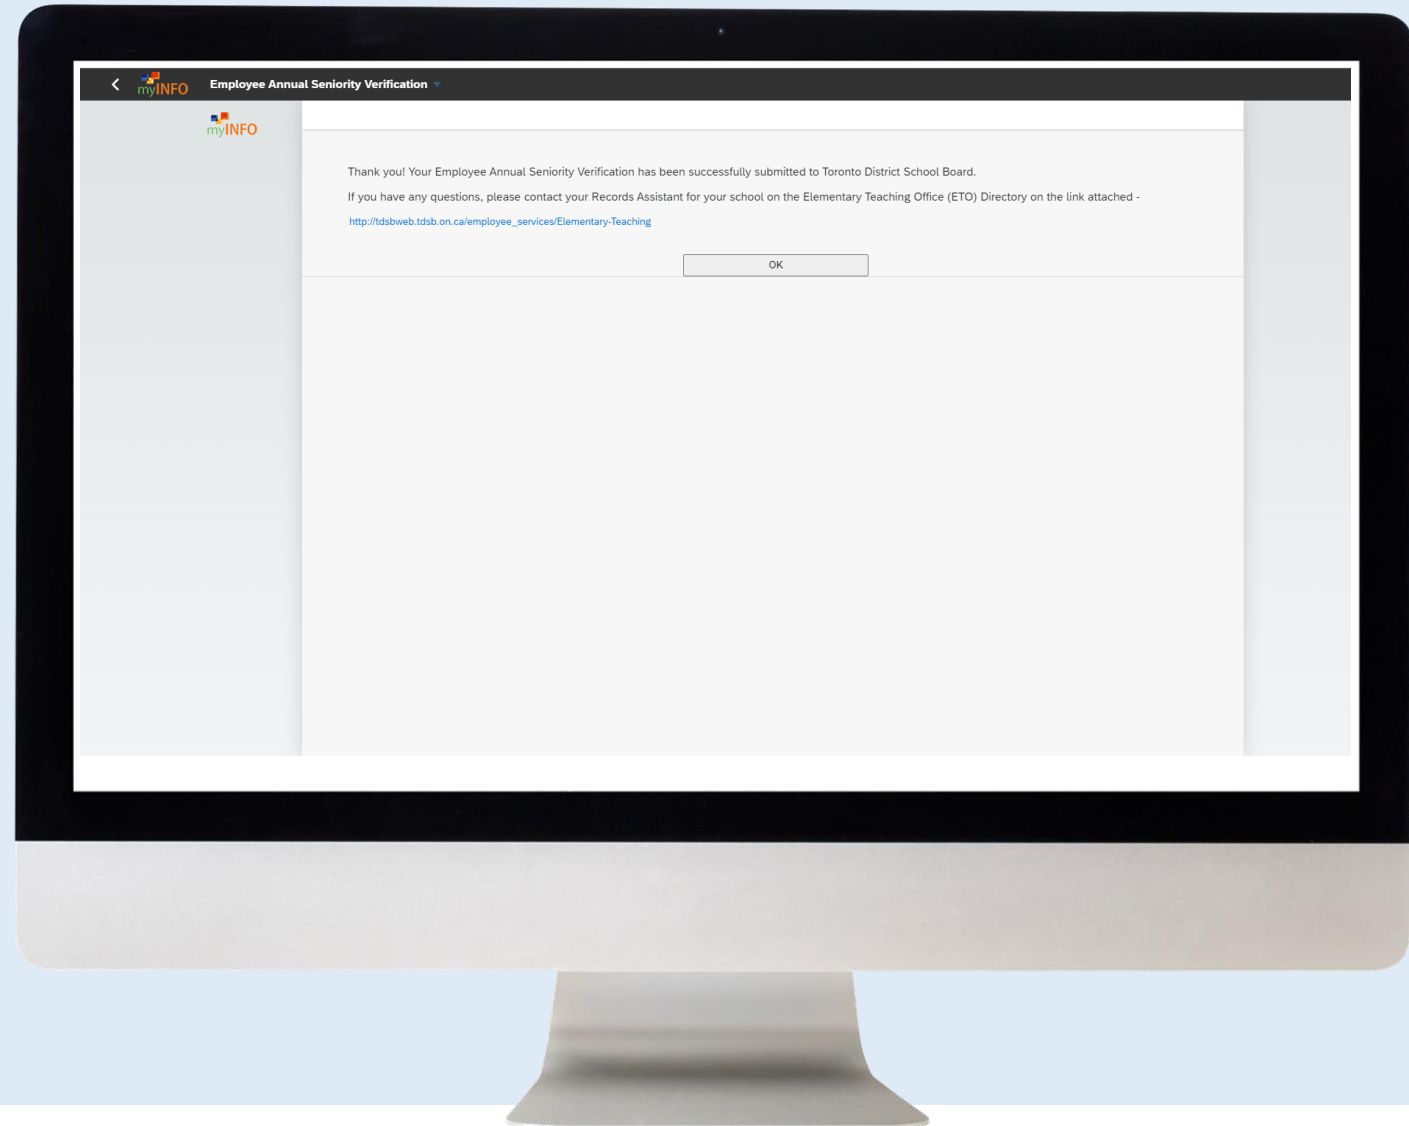 myINFO Employee Annual Seniority Verification
myINFO
Thank you! Your Employee Annual Seniority Verification has been successfully submitted to Toronto District School Board.
If you have any questions, please contact your Records Assistant for your school on the Elementary Teaching Office (ETO) Directory on the link attached -
http://tdsbweb.tdsb.on.ca/employee_services/Elementary-Teaching
OK